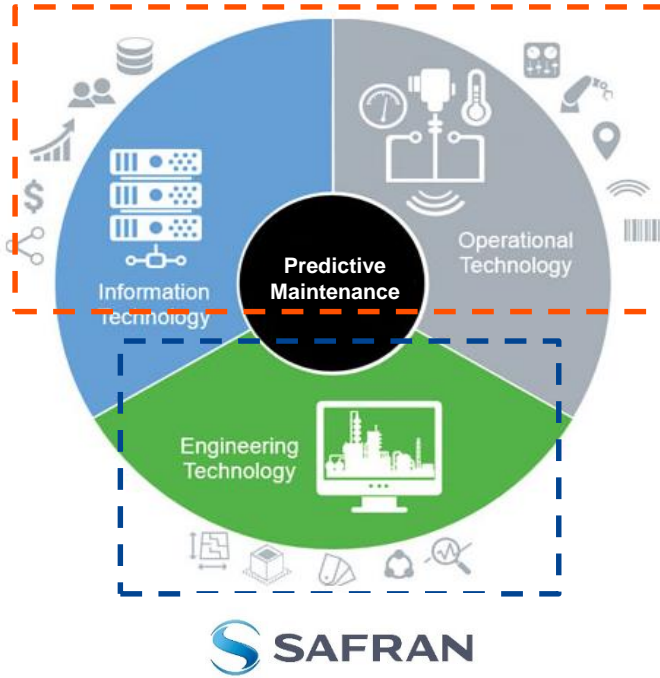 Predictive
Maintenance
Information
Technology
Operational
Technology
Engineering
Technology
$
SAFRAN